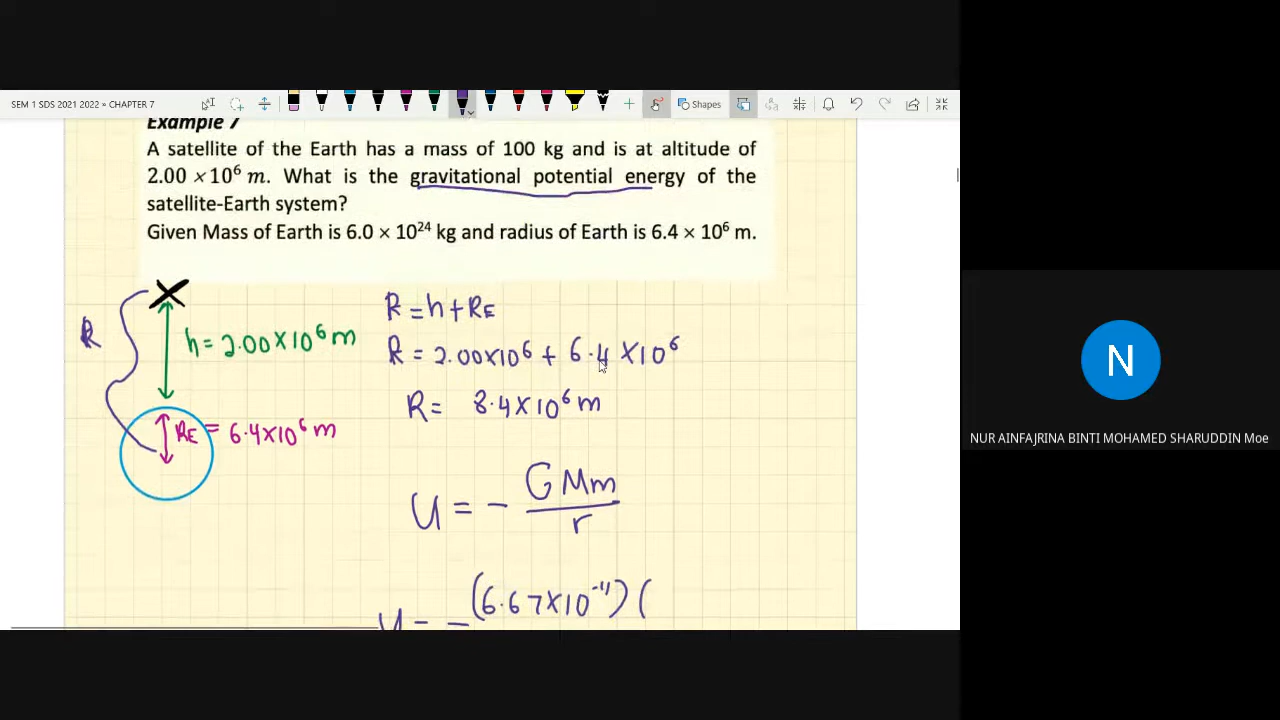 SEM 1 SDS 2021 2022 » CHAPTER 7
Shapes
Example 7
A satellite of the Earth has a mass of 100 kg and is at altitude of
2.00 × 10⁶ m. What is the gravitational potential energy of the
satellite-Earth system?
Given Mass of Earth is 6.0 × 10²⁴ kg and radius of Earth is 6.4 × 10⁶ m.
R
h = 2.00 × 10⁶ m
RE = 6.4 × 10⁶ m
R = h + RE
R = 2.00 × 10⁶ + 6.4 × 10⁶
R = 8.4 × 10⁶ m
U = - GMm / r
U = - (6.67 × 10⁻¹¹) (
N
NUR AINFAJRINA BINTI MOHAMED SHARUDDIN Moe